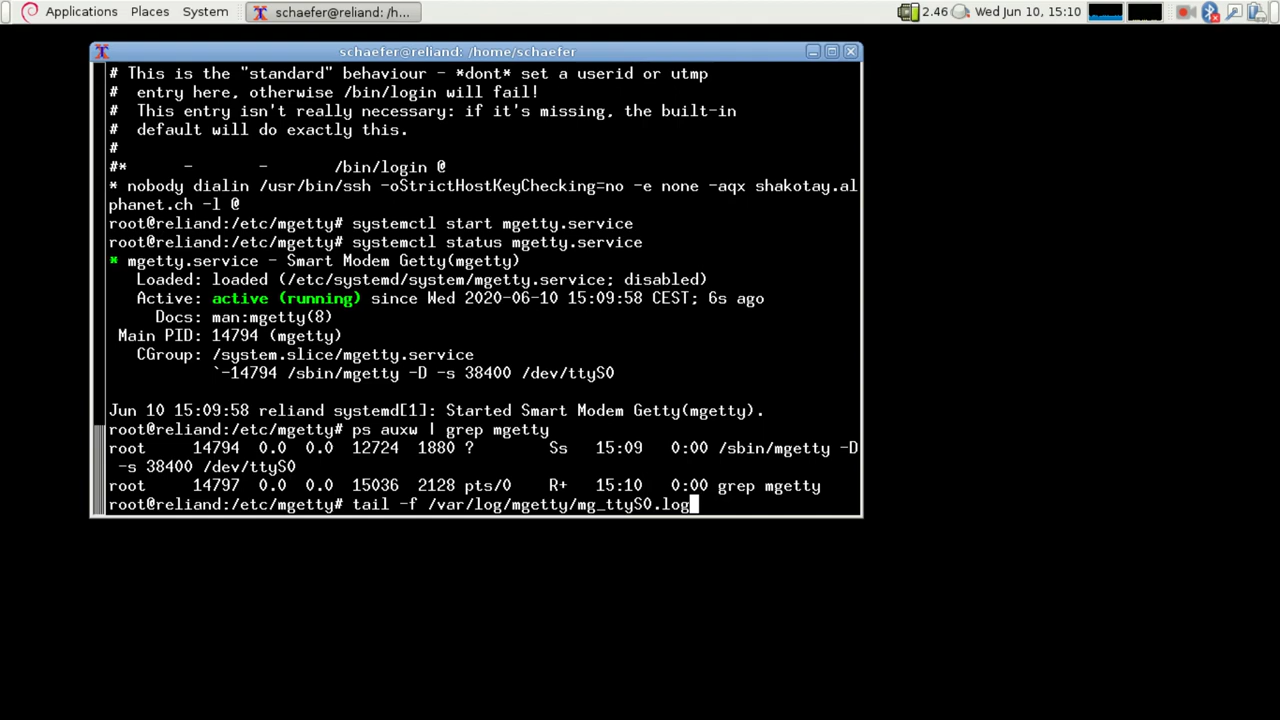 Applications Places System schaefer@reliand: /h... 2.46 Wed Jun 10, 15:10
schaefer@reliand: /home/schaefer
# This is the "standard" behaviour - *dont* set a userid or utmp
#  entry here, otherwise /bin/login will fail!
#  This entry isn't really necessary: if it's missing, the built-in
#  default will do exactly this.
#
#*      -       -       /bin/login @
* nobody dialin /usr/bin/ssh -oStrictHostKeyChecking=no -e none -aqx shakotay.al
phanet.ch -l @
root@reliand:/etc/mgetty# systemctl start mgetty.service
root@reliand:/etc/mgetty# systemctl status mgetty.service
* mgetty.service - Smart Modem Getty(mgetty)
   Loaded: loaded (/etc/systemd/system/mgetty.service; disabled)
   Active: active (running) since Wed 2020-06-10 15:09:58 CEST; 6s ago
     Docs: man:mgetty(8)
 Main PID: 14794 (mgetty)
   CGroup: /system.slice/mgetty.service
           `-14794 /sbin/mgetty -D -s 38400 /dev/ttyS0
Jun 10 15:09:58 reliand systemd[1]: Started Smart Modem Getty(mgetty).
root@reliand:/etc/mgetty# ps auxw | grep mgetty
root     14794  0.0  0.0  12724  1880 ?        Ss   15:09   0:00 /sbin/mgetty -D
 -s 38400 /dev/ttyS0
root     14797  0.0  0.0  15036  2128 pts/0    R+   15:10   0:00 grep mgetty
root@reliand:/etc/mgetty# tail -f /var/log/mgetty/mg_ttyS0.log